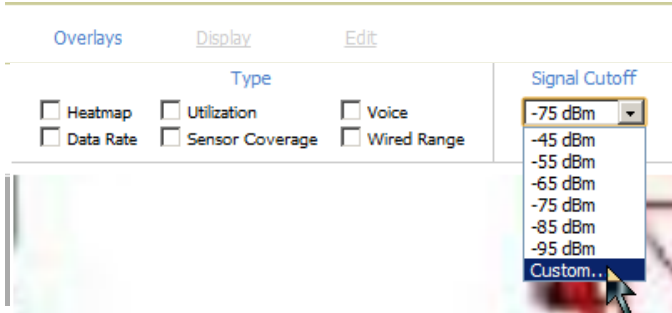 Overlays Display Edit
Type Signal Cutoff
Heatmap Utilization Voice -75 dBm
Data Rate Sensor Coverage Wired Range
-45 dBm
-55 dBm
-65 dBm
-75 dBm
-85 dBm
-95 dBm
Custom...